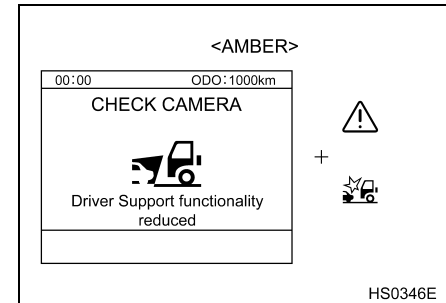 <AMBER>
00:00 ODO:1000km
CHECK CAMERA
+
Driver Support functionality
reduced
HS0346E